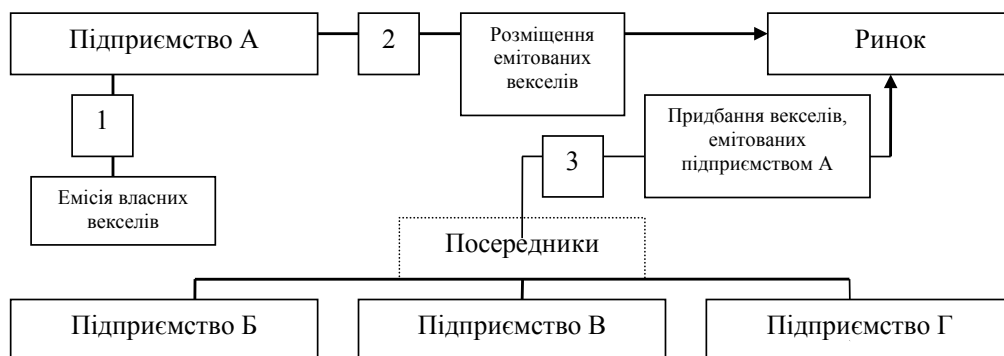 Підприємство А
2
Розміщення
емітованих
векселів
Ринок
1
Придбання векселів,
емітованих
підприємством А
3
Емісія власних
векселів
Посередники
Підприємство Б
Підприємство В
Підприємство Г